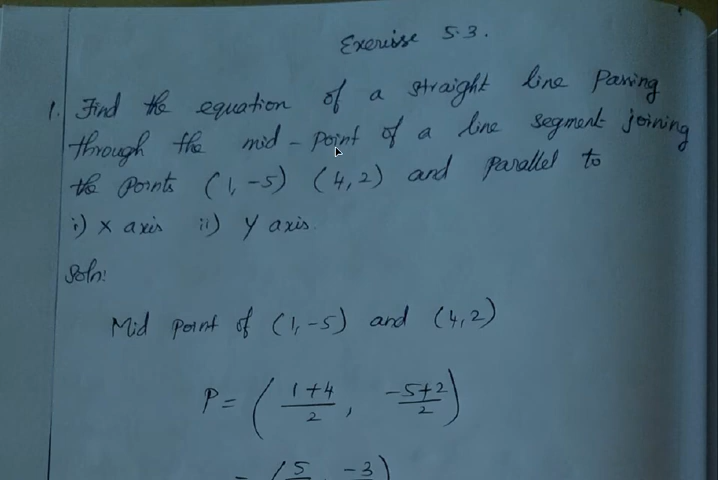 Exercise 5.3.
1. Find the equation of a straight line passing
through the mid-point of a line segment joining
the points (1, -5) (4, 2) and parallel to
i) X axis ii) Y axis.
Soln:
Mid point of (1, -5) and (4, 2)
P = ( 1+4/2 , -5+2/2 )
= ( 5 , -3 )